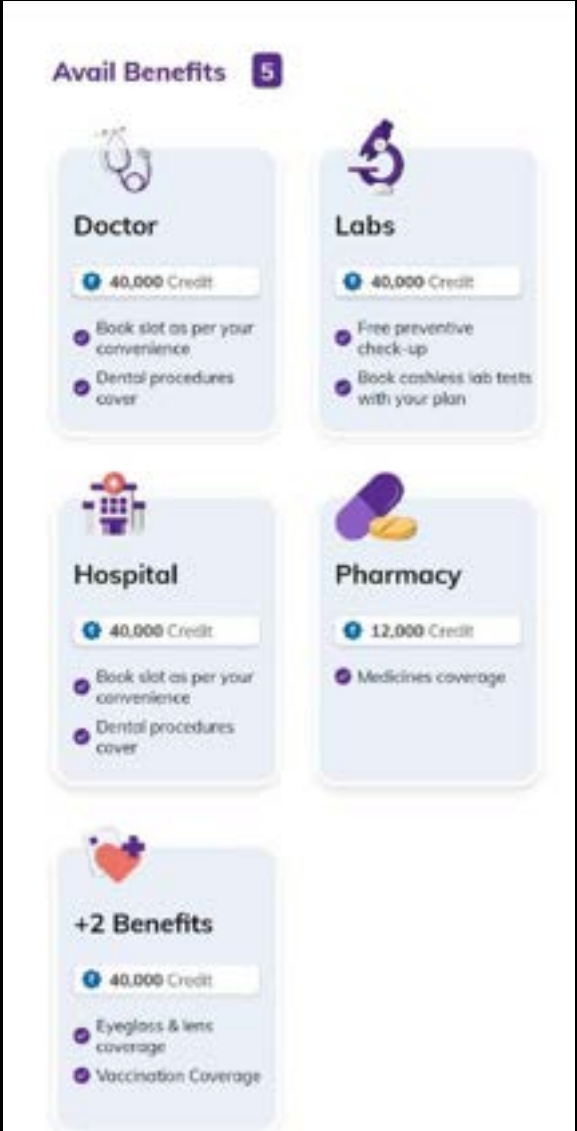 Avail Benefits 5
Doctor
₹ 40,000 Credit
Book slot as per your
convenience
Dental procedures
cover
Labs
₹ 40,000 Credit
Free preventive
check-up
Book cashless lab tests
with your plan
Hospital
₹ 40,000 Credit
Book slot as per your
convenience
Dental procedures
cover
Pharmacy
₹ 12,000 Credit
Medicines coverage
+2 Benefits
₹ 40,000 Credit
Eyeglass & lens
coverage
Vaccination Coverage